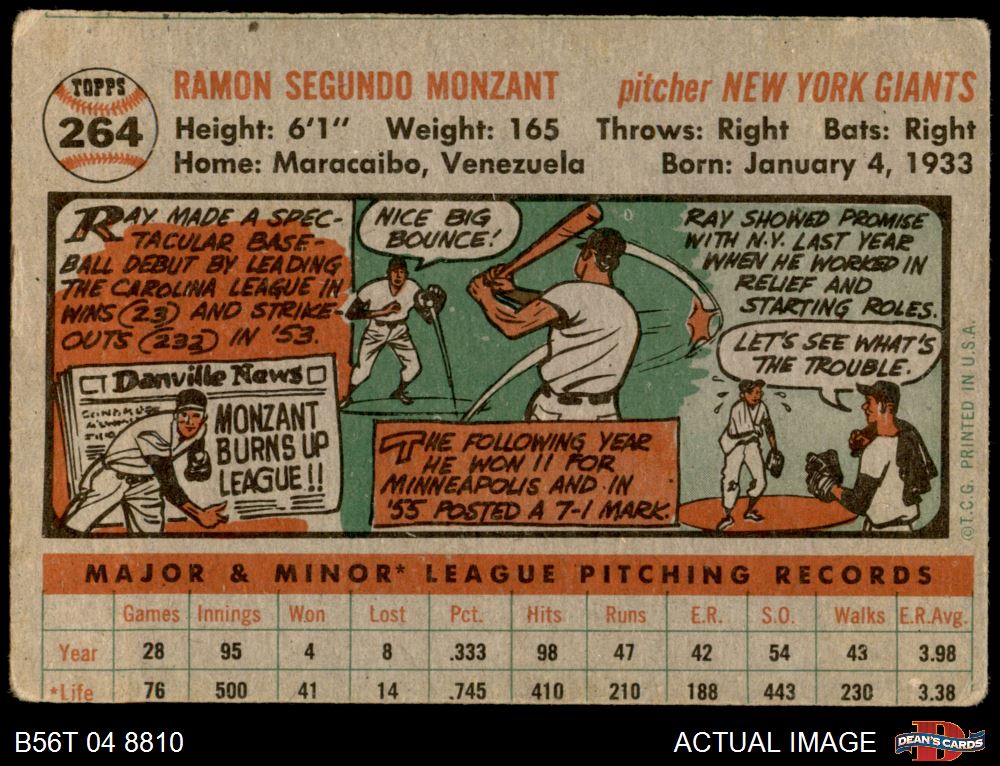 TOPPS
264
RAMON SEGUNDO MONZANT
pitcher NEW YORK GIANTS
Height: 6'1" Weight: 165 Throws: Right Bats: Right
Home: Maracaibo, Venezuela Born: January 4, 1933
RAY MADE A SPEC-
TACULAR BASE-
BALL DEBUT BY LEADING
THE CAROLINA LEAGUE IN
WINS (23) AND STRIKE-
OUTS (232) IN '53.
Danville News
MONZANT
BURNS UP
LEAGUE!!
NICE BIG
BOUNCE!
THE FOLLOWING YEAR
HE WON 11 FOR
MINNEAPOLIS AND IN
'55 POSTED A 7-1 MARK.
RAY SHOWED PROMISE
WITH N.Y. LAST YEAR
WHEN HE WORKED IN
RELIEF AND
STARTING ROLES.
LET'S SEE WHAT'S
THE TROUBLE.
©T.C.G. PRINTED IN U.S.A.
MAJOR & MINOR* LEAGUE PITCHING RECORDS
Games Innings Won Lost Pct. Hits Runs E.R. S.O. Walks E.R.Avg.
Year 28 95 4 8 .333 98 47 42 54 43 3.98
*Life 76 500 41 14 .745 410 210 188 443 230 3.38
B56T 04 8810
ACTUAL IMAGE
DEAN'S CARDS